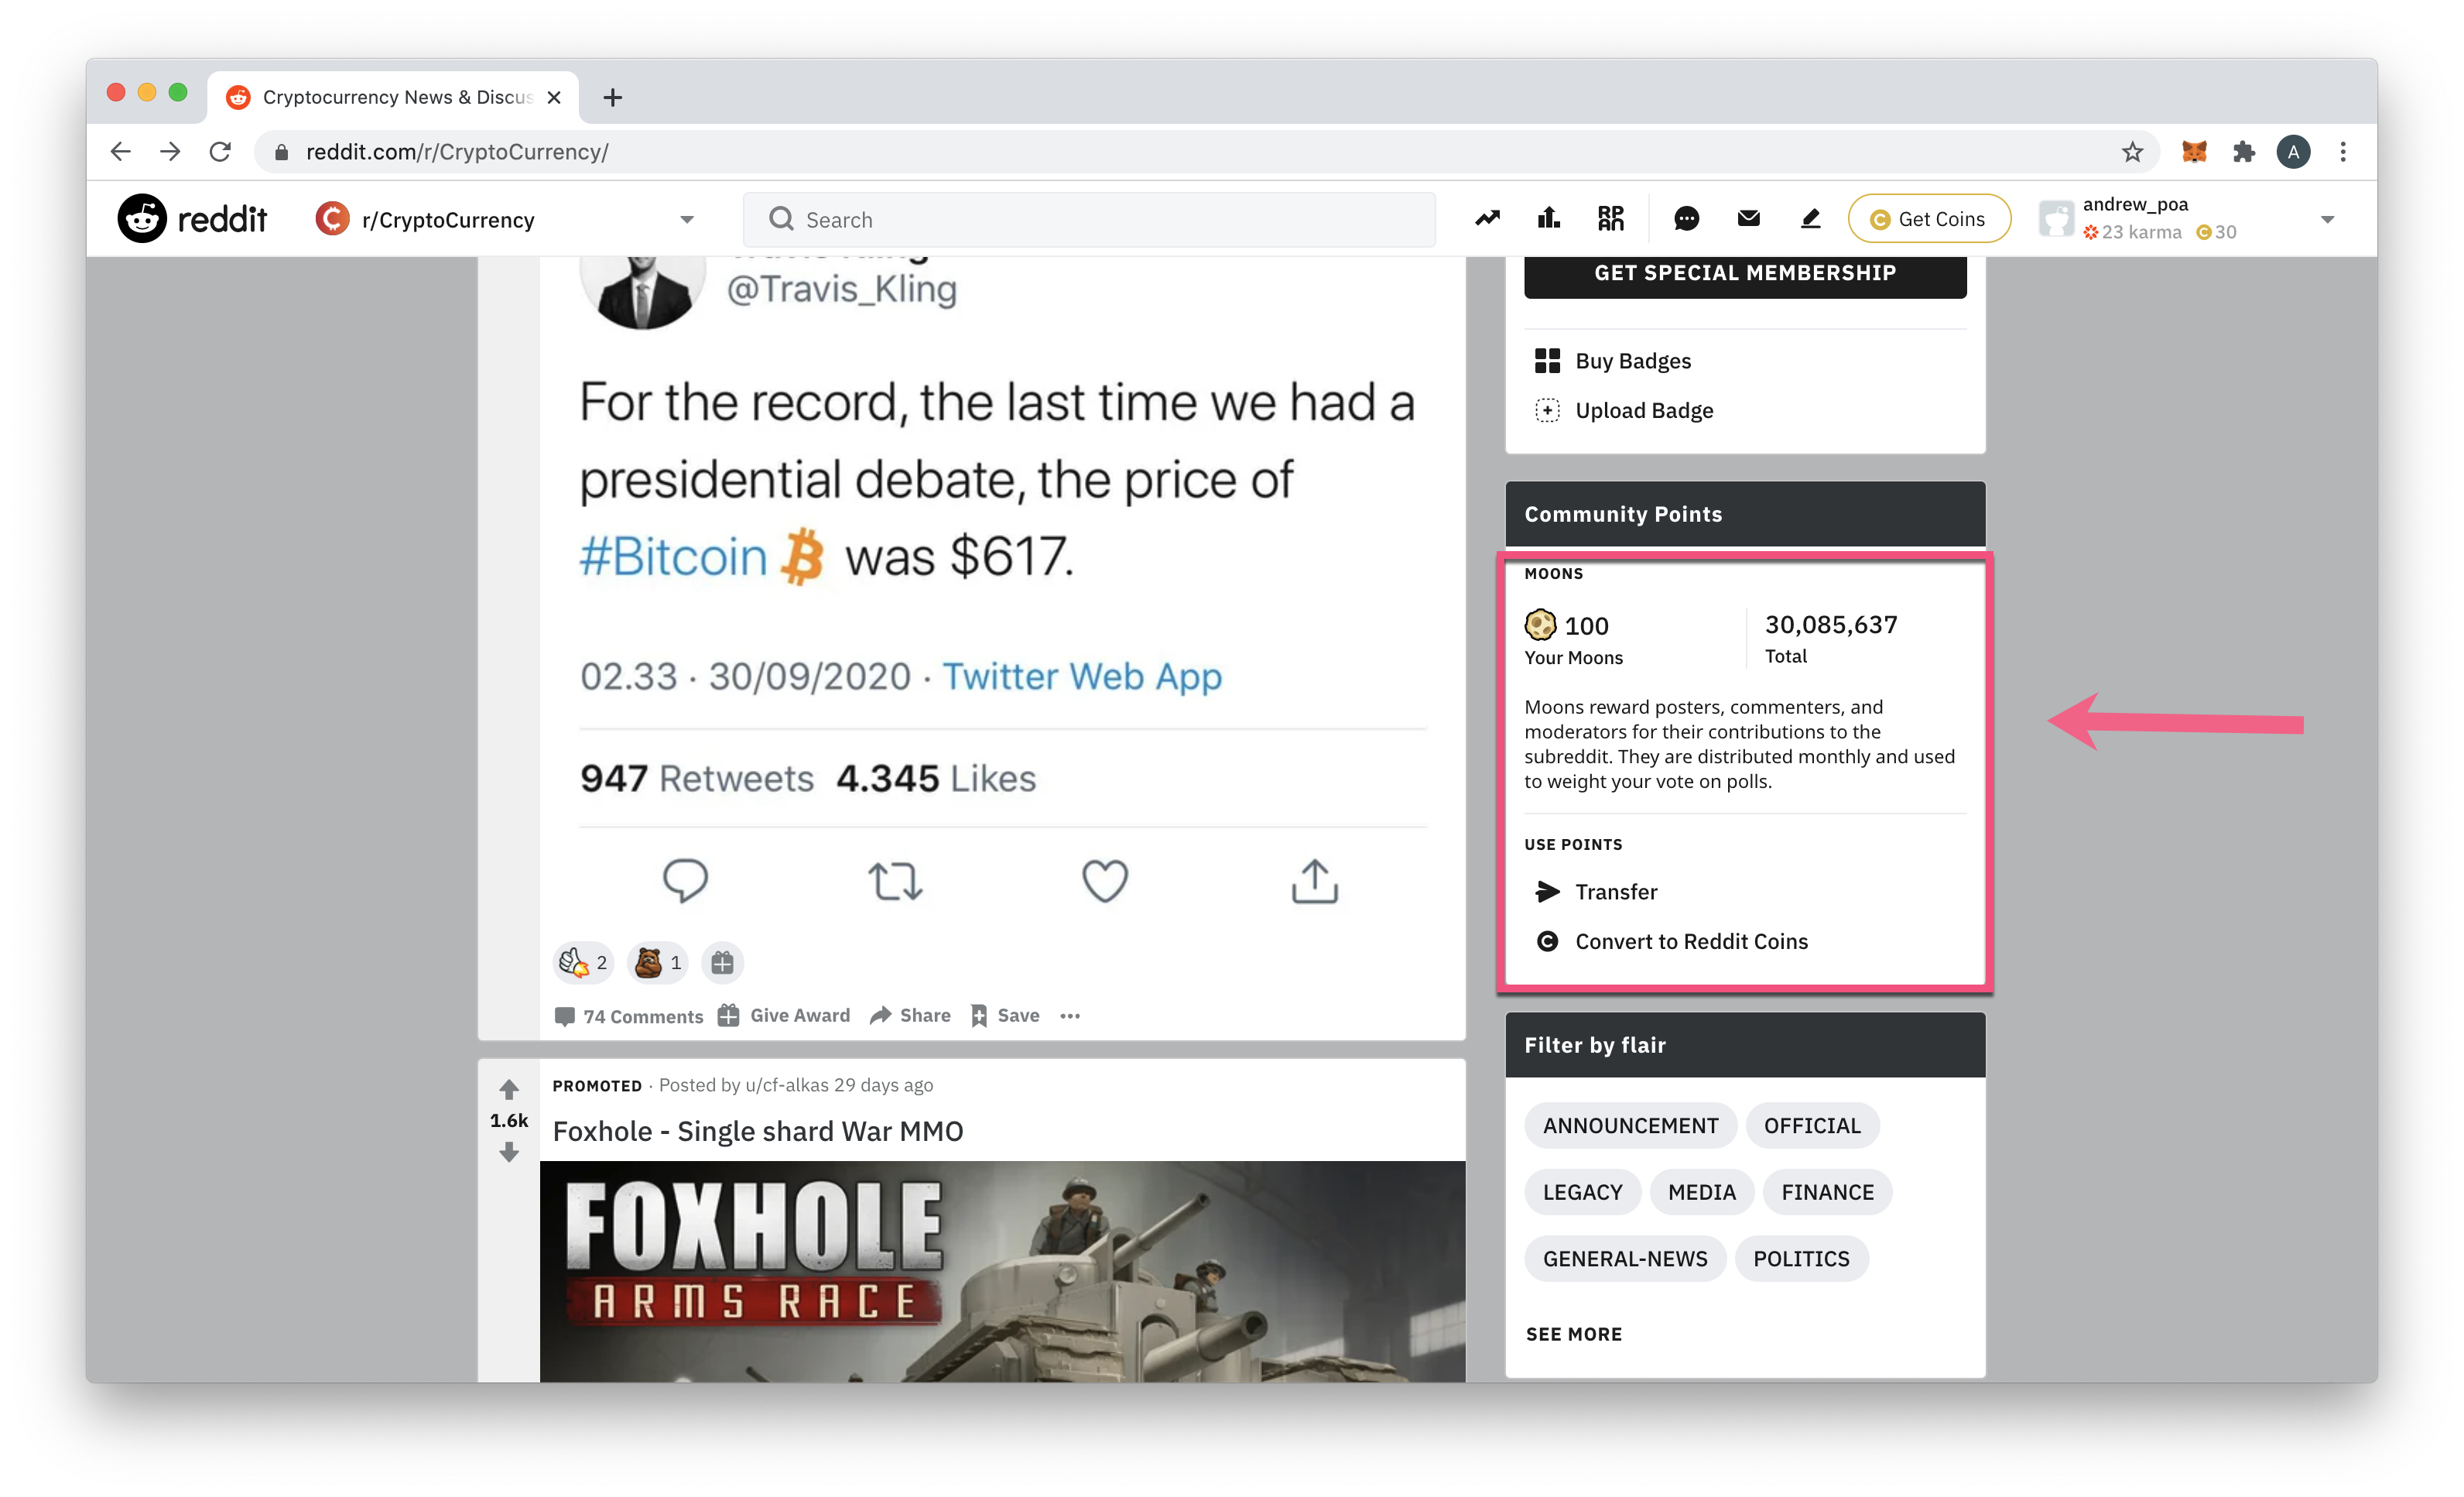 Cryptocurrency News & Discus
reddit.com/r/CryptoCurrency/
A
reddit
r/CryptoCurrency
Search
RPAN
Get Coins
andrew_poa
23 karma 30
@Travis_Kling
For the record, the last time we had a
presidential debate, the price of
#Bitcoin was $617.
02.33 · 30/09/2020 · Twitter Web App
947 Retweets 4.345 Likes
2 1
74 Comments Give Award Share Save
PROMOTED · Posted by u/cf-alkas 29 days ago
1.6k
Foxhole - Single shard War MMO
FOXHOLE
ARMS RACE
GET SPECIAL MEMBERSHIP
Buy Badges
Upload Badge
Community Points
MOONS
100 30,085,637
Your Moons Total
Moons reward posters, commenters, and
moderators for their contributions to the
subreddit. They are distributed monthly and used
to weight your vote on polls.
USE POINTS
Transfer
Convert to Reddit Coins
Filter by flair
ANNOUNCEMENT OFFICIAL
LEGACY MEDIA FINANCE
GENERAL-NEWS POLITICS
SEE MORE